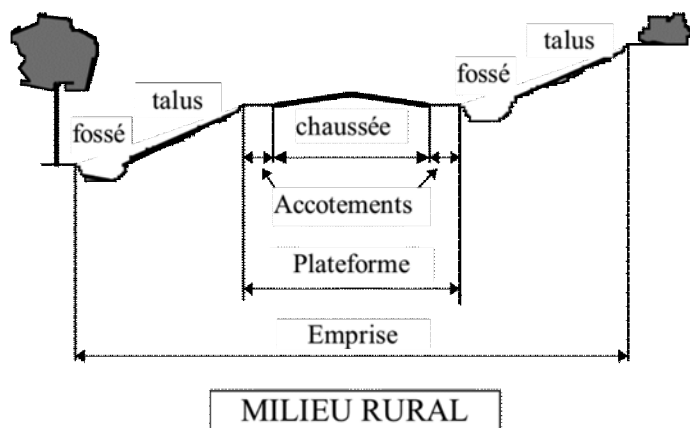 talus
fossé
talus
fossé
chaussée
Accotements
Plateforme
Emprise
MILIEU RURAL